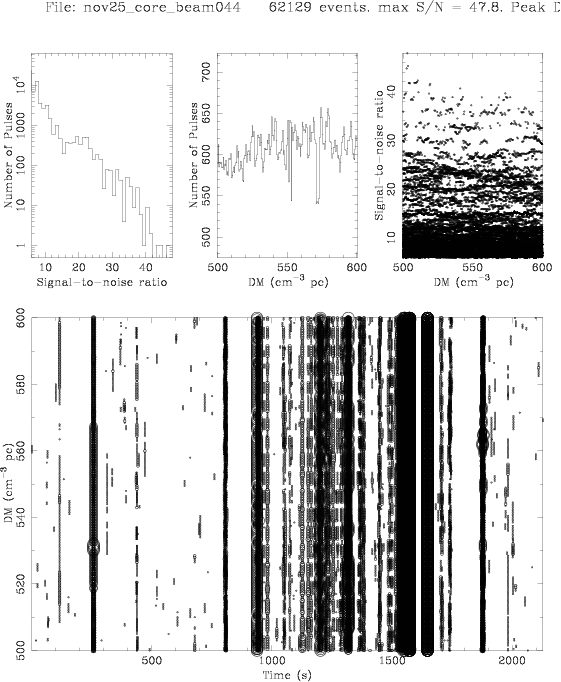 File: nov25_core_beam044 62129 events. max S/N = 47.8. Peak
Number of Pulses
10⁴
1000
100
10
1
10 20 30 40
Signal-to-noise ratio
Number of Pulses
700
650
600
550
500
500 550 600
DM (cm⁻³ pc)
Signal-to-noise ratio
40
30
20
10
500 550 600
DM (cm⁻³ pc)
DM (cm⁻³ pc)
600
580
560
540
520
500
500 1000 1500 2000
Time (s)